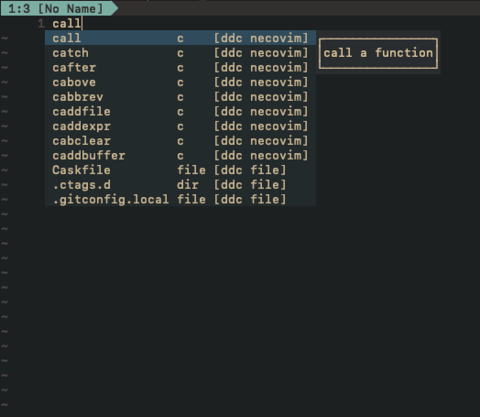 1:3 [No Name]
1 call
call c [ddc necovim] call a function
catch c [ddc necovim]
cafter c [ddc necovim]
cabove c [ddc necovim]
cabbrev c [ddc necovim]
caddfile c [ddc necovim]
caddexpr c [ddc necovim]
cabclear c [ddc necovim]
caddbuffer c [ddc necovim]
Caskfile file [ddc file]
.ctags.d dir [ddc file]
.gitconfig.local file [ddc file]